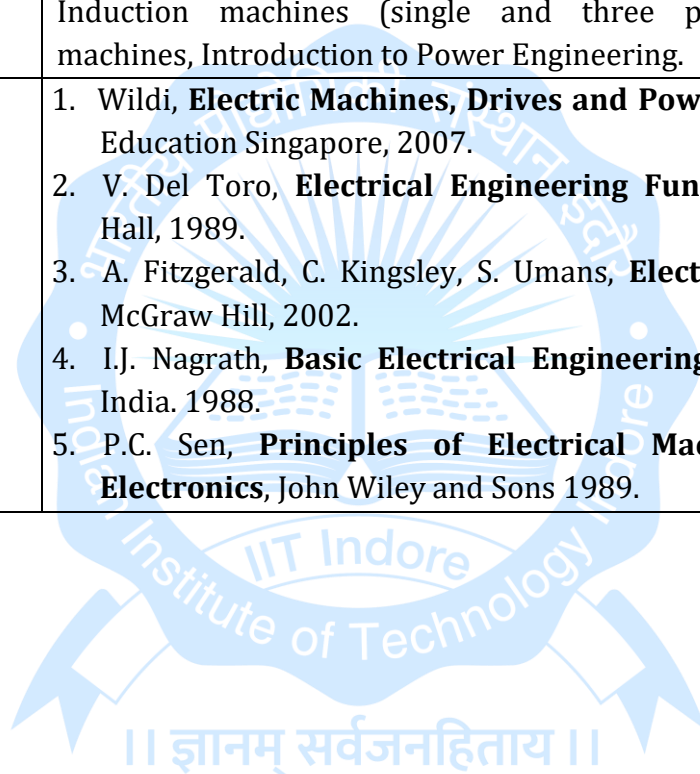 Induction machines (single and three p
machines, Introduction to Power Engineering.
1. Wildi, Electric Machines, Drives and Pow
Education Singapore, 2007.
2. V. Del Toro, Electrical Engineering Fun
Hall, 1989.
3. A. Fitzgerald, C. Kingsley, S. Umans, Elect
McGraw Hill, 2002.
4. I.J. Nagrath, Basic Electrical Engineering
India. 1988.
5. P.C. Sen, Principles of Electrical Mac
Electronics, John Wiley and Sons 1989.
भारतीय प्रौद्योगिकी संस्थान इंदौर
Indian Institute of Technology Indore
IIT Indore
।। ज्ञानम् सर्वजनहिताय ।।